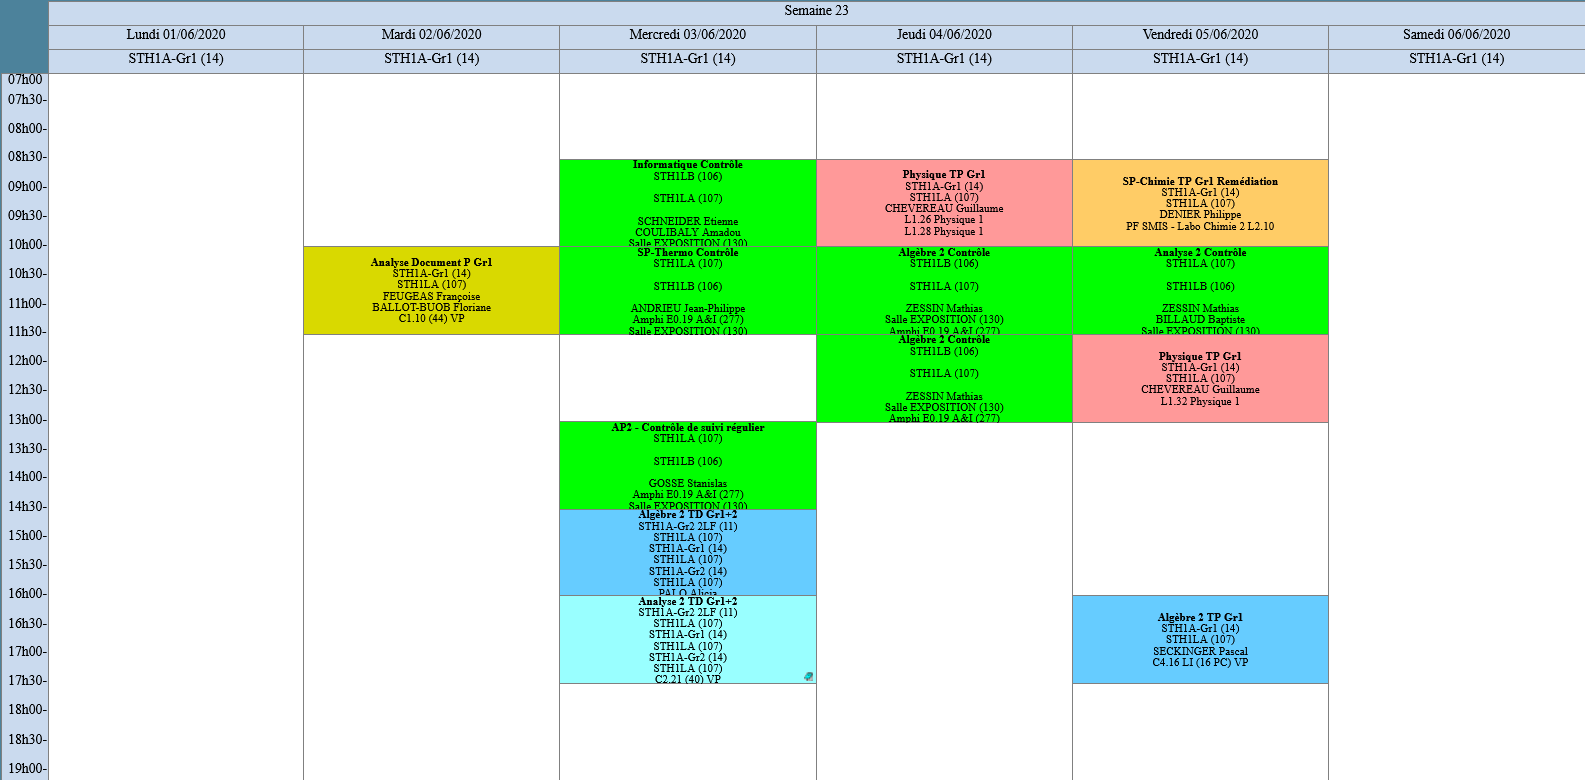 Semaine 23
Lundi 01/06/2020
Mardi 02/06/2020
Mercredi 03/06/2020
Jeudi 04/06/2020
Vendredi 05/06/2020
Samedi 06/06/2020
STH1A-Gr1 (14)
STH1A-Gr1 (14)
STH1A-Gr1 (14)
STH1A-Gr1 (14)
STH1A-Gr1 (14)
STH1A-Gr1 (14)
07h00
07h30-
08h00-
08h30-
09h00-
09h30-
10h00-
10h30-
11h00-
11h30-
12h00-
12h30-
13h00-
13h30-
14h00-
14h30-
15h00-
15h30-
16h00-
16h30-
17h00-
17h30-
18h00-
18h30-
19h00-
Analyse Document P Gr1
STH1A-Gr1 (14)
STH1LA (107)
FEUGEAS Françoise
BALLOT-BUOB Floriane
C1.10 (44) VP
Informatique Contrôle
STH1LB (106)
STH1LA (107)
SCHNEIDER Etienne
COULIBALY Amadou
Salle EXPOSITION (130)
SP-Thermo Contrôle
STH1LA (107)
STH1LB (106)
ANDRIEU Jean-Philippe
Amphi E0.19 A&I (277)
Salle EXPOSITION (130)
AP2 - Contrôle de suivi régulier
STH1LA (107)
STH1LB (106)
GOSSE Stanislas
Amphi E0.19 A&I (277)
Salle EXPOSITION (130)
Algèbre 2 TD Gr1+2
STH1A-Gr2 2LF (11)
STH1LA (107)
STH1A-Gr1 (14)
STH1LA (107)
STH1A-Gr2 (14)
STH1LA (107)
PALO Alicia
Analyse 2 TD Gr1+2
STH1A-Gr2 2LF (11)
STH1LA (107)
STH1A-Gr1 (14)
STH1LA (107)
STH1A-Gr2 (14)
STH1LA (107)
C2.21 (40) VP
Physique TP Gr1
STH1A-Gr1 (14)
STH1LA (107)
CHEVEREAU Guillaume
L1.26 Physique 1
L1.28 Physique 1
Algèbre 2 Contrôle
STH1LB (106)
STH1LA (107)
ZESSIN Mathias
Salle EXPOSITION (130)
Amphi E0.19 A&I (277)
Algèbre 2 Contrôle
STH1LB (106)
STH1LA (107)
ZESSIN Mathias
Salle EXPOSITION (130)
Amphi E0.19 A&I (277)
SP-Chimie TP Gr1 Remédiation
STH1A-Gr1 (14)
STH1LA (107)
DENIER Philippe
PF SMIS - Labo Chimie 2 L2.10
Analyse 2 Contrôle
STH1LA (107)
STH1LB (106)
ZESSIN Mathias
BILLAUD Baptiste
Salle EXPOSITION (130)
Physique TP Gr1
STH1A-Gr1 (14)
STH1LA (107)
CHEVEREAU Guillaume
L1.32 Physique 1
Algèbre 2 TP Gr1
STH1A-Gr1 (14)
STH1LA (107)
SECKINGER Pascal
C4.16 LI (16 PC) VP